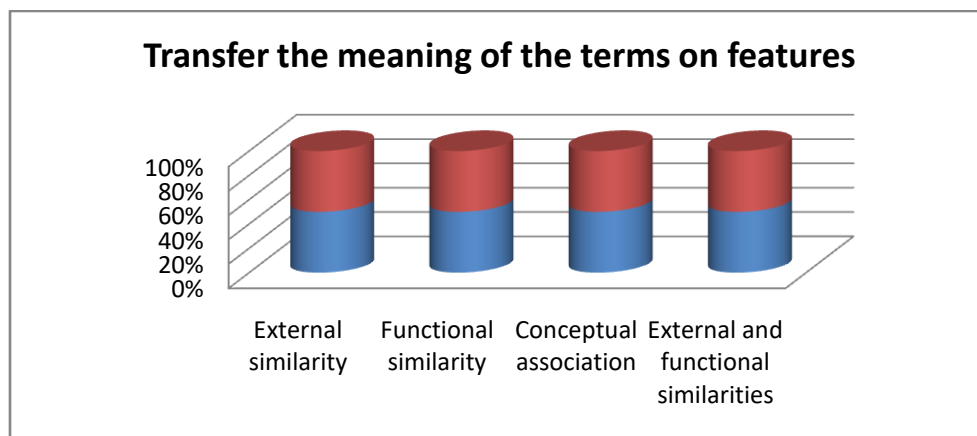 Transfer the meaning of the terms on features
100%
80%
60%
40%
20%
0%
External
similarity
Functional
similarity
Conceptual
association
External and
functional
similarities